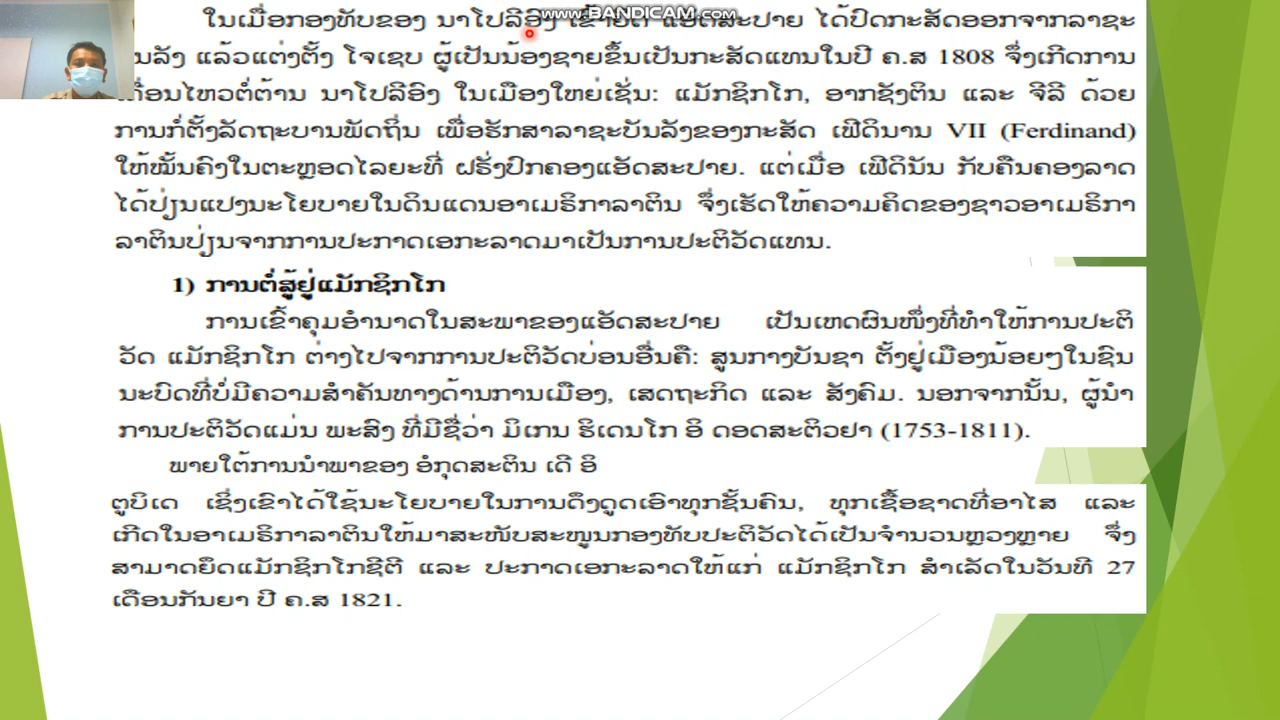 www.BANDICAM.com
ໃນເມື່ອກອງທັບຂອງ ນາໂປລີອົງ ເຂົ້າຍຶດ ແອັດສະປາຍ ໄດ້ປົດກະສັດອອກຈາກລາຊະ
ນລັງ ແລ້ວແຕ່ງຕັ້ງ ໂຈເຊບ ຜູ້ເປັນນ້ອງຊາຍຂຶ້ນເປັນກະສັດແທນໃນປີ ຄ.ສ 1808 ຈຶ່ງເກີດການ
ເຄື່ອນໄຫວຕໍ່ຕ້ານ ນາໂປລີອົງ ໃນເມືອງໃຫຍ່ເຊັ່ນ: ແມັກຊິກໂກ, ອາກຊັງຕິນ ແລະ ຈີລີ ດ້ວຍ
ການກໍ່ຕັ້ງລັດຖະບານພັດຖິ່ນ ເພື່ອຮັກສາລາຊະບັນລັງຂອງກະສັດ ເຟີດິນານ VII (Ferdinand)
ໃຫ້ໝັ້ນຄົງໃນຕະຫຼອດໄລຍະທີ່ ຝຣັ່ງປົກຄອງແອັດສະປາຍ. ແຕ່ເມື່ອ ເຟີດິນັນ ກັບຄືນຄອງລາດ
ໄດ້ປ່ຽນແປງນະໂຍບາຍໃນດິນແດນອາເມຣິກາລາຕິນ ຈຶ່ງເຮັດໃຫ້ຄວາມຄິດຂອງຊາວອາເມຣິກາ
ລາຕິນປ່ຽນຈາກການປະກາດເອກະລາດມາເປັນການປະຕິວັດແທນ.
1) ການຕໍ່ສູ້ຢູ່ແມັກຊິກໂກ
ການເຂົ້າຄຸມອຳນາດໃນສະພາຂອງແອັດສະປາຍ ເປັນເຫດຜົນໜຶ່ງທີ່ທຳໃຫ້ການປະຕິ
ວັດ ແມັກຊິກໂກ ຕ່າງໄປຈາກການປະຕິວັດບ່ອນອື່ນຄື: ສູນກາງບັນຊາ ຕັ້ງຢູ່ເມືອງນ້ອຍໆໃນຊົນ
ນະບົດທີ່ບໍ່ມີຄວາມສຳຄັນທາງດ້ານການເມືອງ, ເສດຖະກິດ ແລະ ສັງຄົມ. ນອກຈາກນັ້ນ, ຜູ້ນຳ
ການປະຕິວັດແມ່ນ ພະສົງ ທີ່ມີຊື່ວ່າ ມິເກນ ຮິເດນໂກ ອິ ດອດສະຕິວຢາ (1753-1811).
ພາຍໃຕ້ການນຳພາຂອງ ອໍກຸດສະຕິນ ເດີ ອິ
ຕູບິເດ ເຊິ່ງເຂົາໄດ້ໃຊ້ນະໂຍບາຍໃນການດຶງດູດເອົາທຸກຊັ້ນຄົນ, ທຸກເຊື້ອຊາດທີ່ອາໄສ ແລະ
ເກີດໃນອາເມຣິກາລາຕິນໃຫ້ມາສະໜັບສະໜູນກອງທັບປະຕິວັດໄດ້ເປັນຈຳນວນຫຼວງຫຼາຍ ຈຶ່ງ
ສາມາດຍຶດແມັກຊິກໂກຊີຕີ ແລະ ປະກາດເອກະລາດໃຫ້ແກ່ ແມັກຊິກໂກ ສຳເລັດໃນວັນທີ 27
ເດືອນກັນຍາ ປີ ຄ.ສ 1821.